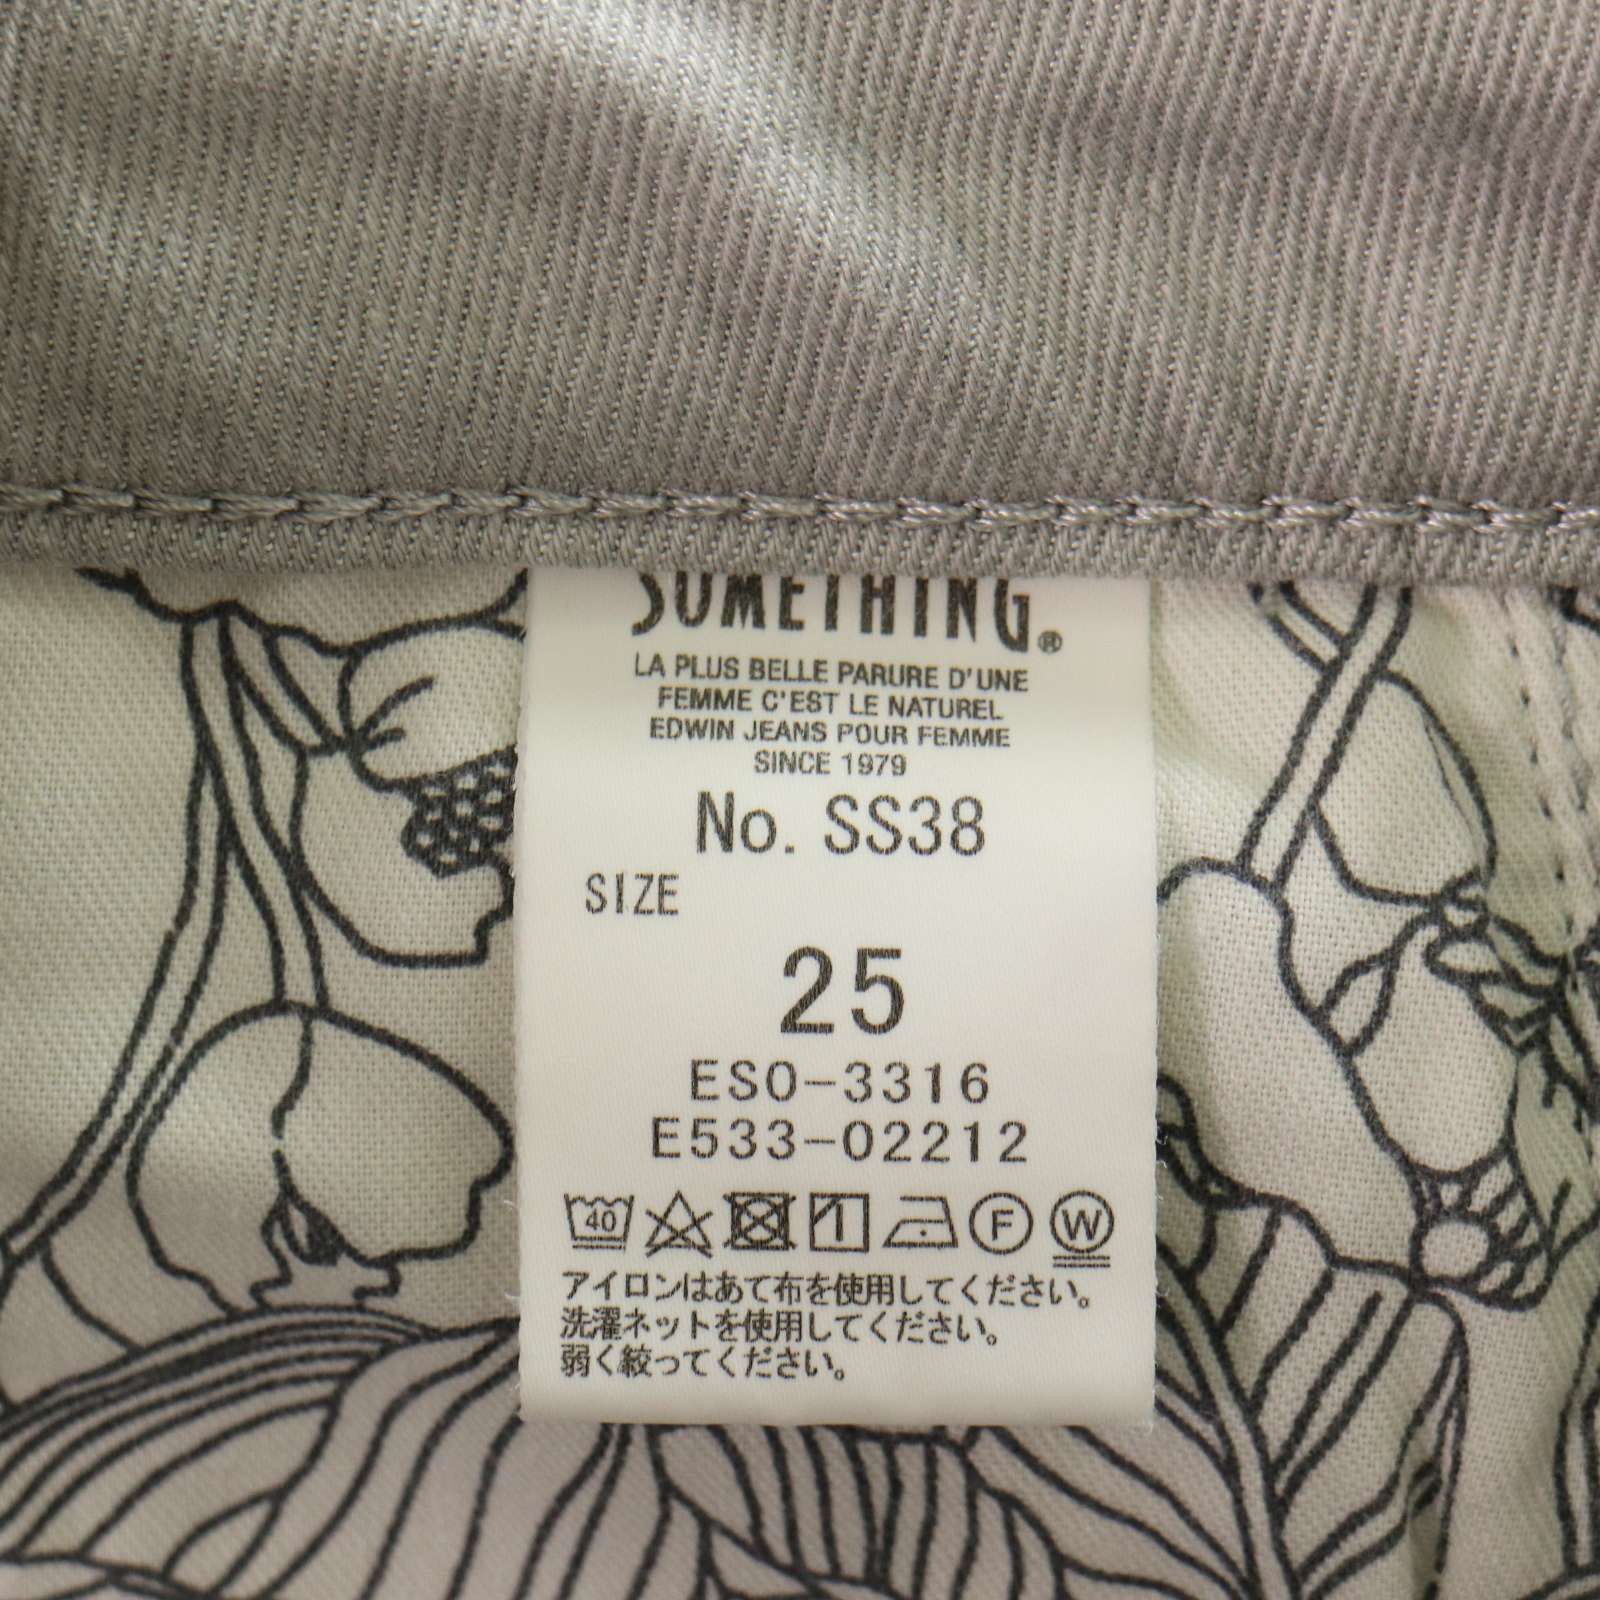 SOMETHING®
LA PLUS BELLE PARURE D'UNE
FEMME C'EST LE NATUREL
EDWIN JEANS POUR FEMME
SINCE 1979
No. SS38
SIZE
25
ESO-3316
E533-02212
40 F W
アイロンはあて布を使用してください。
洗濯ネットを使用してください。
弱く絞ってください。